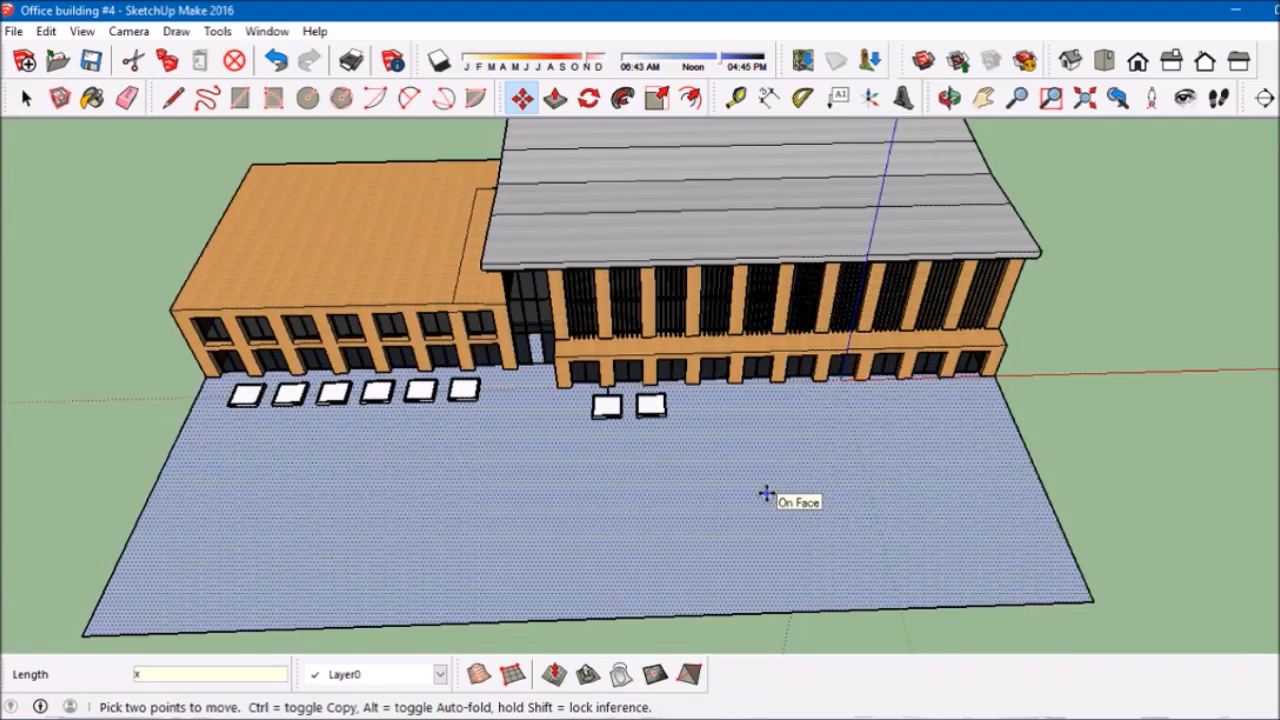 Office building #4 - SketchUp Make 2016
File Edit View Camera Draw Tools Window Help
J F M A M J J A S O N D 06:43 AM Noon 04:45 PM
A1
On Face
Length x Layer0
Pick two points to move. Ctrl = toggle Copy, Alt = toggle Auto-fold, hold Shift = lock inference.